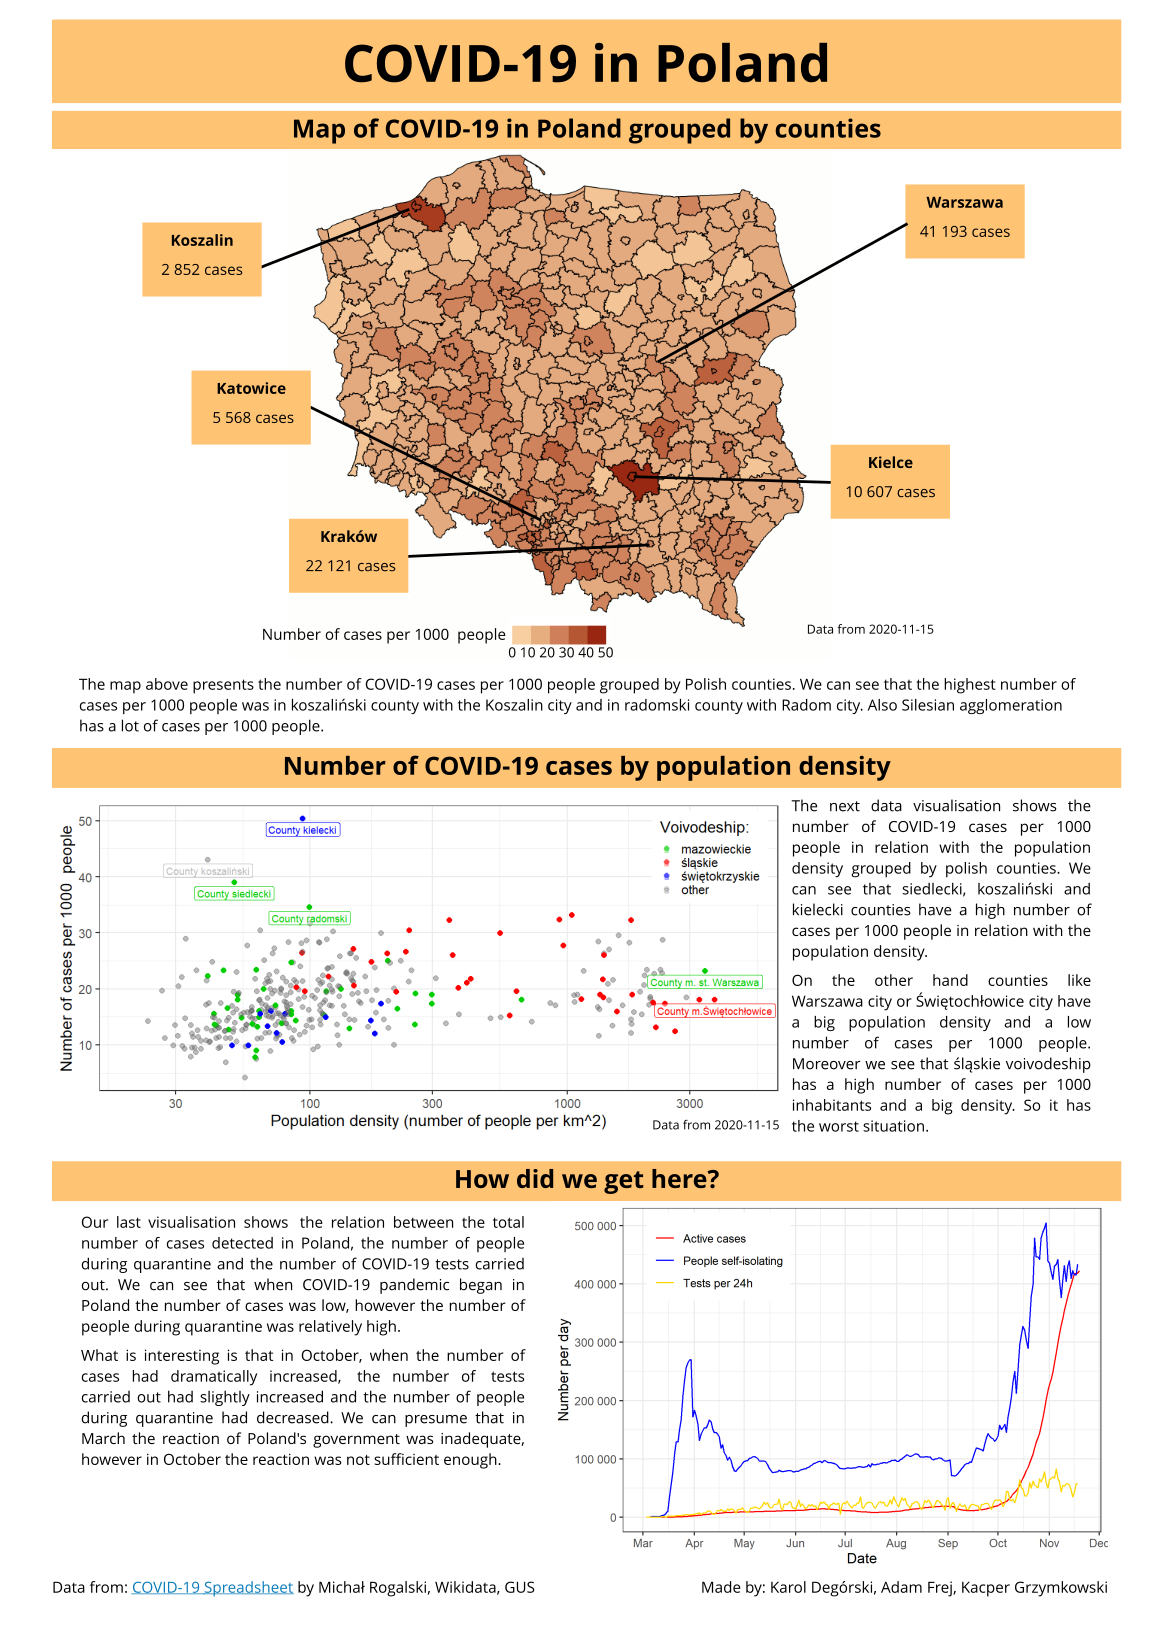 COVID-19 in Poland
Map of COVID-19 in Poland grouped by counties
Warszawa
41 193 cases
Koszalin
2 852 cases
Katowice
5 568 cases
Kielce
10 607 cases
Kraków
22 121 cases
Number of cases per 1000 people
0 10 20 30 40 50
Data from 2020-11-15
The map above presents the number of COVID-19 cases per 1000 people grouped by Polish counties. We can see that the highest number of
cases per 1000 people was in koszaliński county with the Koszalin city and in radomski county with Radom city. Also Silesian agglomeration
has a lot of cases per 1000 people.
Number of COVID-19 cases by population density
Number of cases per 1000 people
50
40
30
20
10
County kielecki
County koszaliński
County siedlecki
County radomski
Voivodeship:
mazowieckie
śląskie
świętokrzyskie
other
County m. st. Warszawa
County m.Świętochłowice
30 100 300 1000 3000
Population density (number of people per km^2)
Data from 2020-11-15
The next data visualisation shows the
number of COVID-19 cases per 1000
people in relation with the population
density grouped by polish counties. We
can see that siedlecki, koszaliński and
kielecki counties have a high number of
cases per 1000 people in relation with the
population density.
On the other hand counties like
Warszawa city or Świętochłowice city have
a big population density and a low
number of cases per 1000 people.
Moreover we see that śląskie voivodeship
has a high number of cases per 1000
inhabitants and a big density. So it has
the worst situation.
How did we get here?
Our last visualisation shows the relation between the total
number of cases detected in Poland, the number of people
during quarantine and the number of COVID-19 tests carried
out. We can see that when COVID-19 pandemic began in
Poland the number of cases was low, however the number of
people during quarantine was relatively high.
What is interesting is that in October, when the number of
cases had dramatically increased, the number of tests
carried out had slightly increased and the number of people
during quarantine had decreased. We can presume that in
March the reaction of Poland's government was inadequate,
however in October the reaction was not sufficient enough.
Number per day
500 000
400 000
300 000
200 000
100 000
0
Active cases
People self-isolating
Tests per 24h
Mar Apr May Jun Jul Aug Sep Oct Nov Dec
Date
Data from: COVID-19 Spreadsheet by Michał Rogalski, Wikidata, GUS
Made by: Karol Degórski, Adam Frej, Kacper Grzymkowski